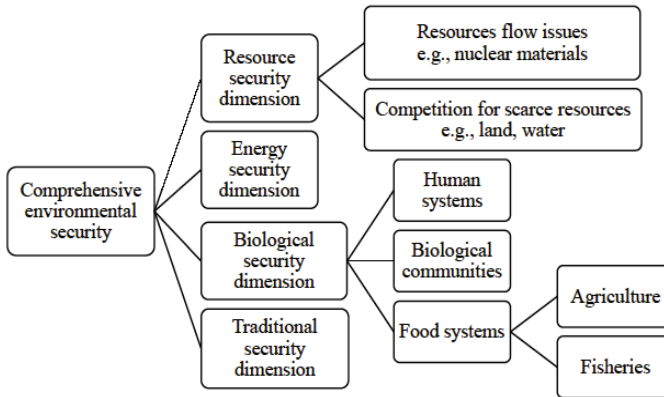 Comprehensive
environmental
security
Resource
security
dimension
Resources flow issues
e.g., nuclear materials
Competition for scarce resources
e.g., land, water
Energy
security
dimension
Biological
security
dimension
Human
systems
Biological
communities
Food systems
Agriculture
Fisheries
Traditional
security
dimension